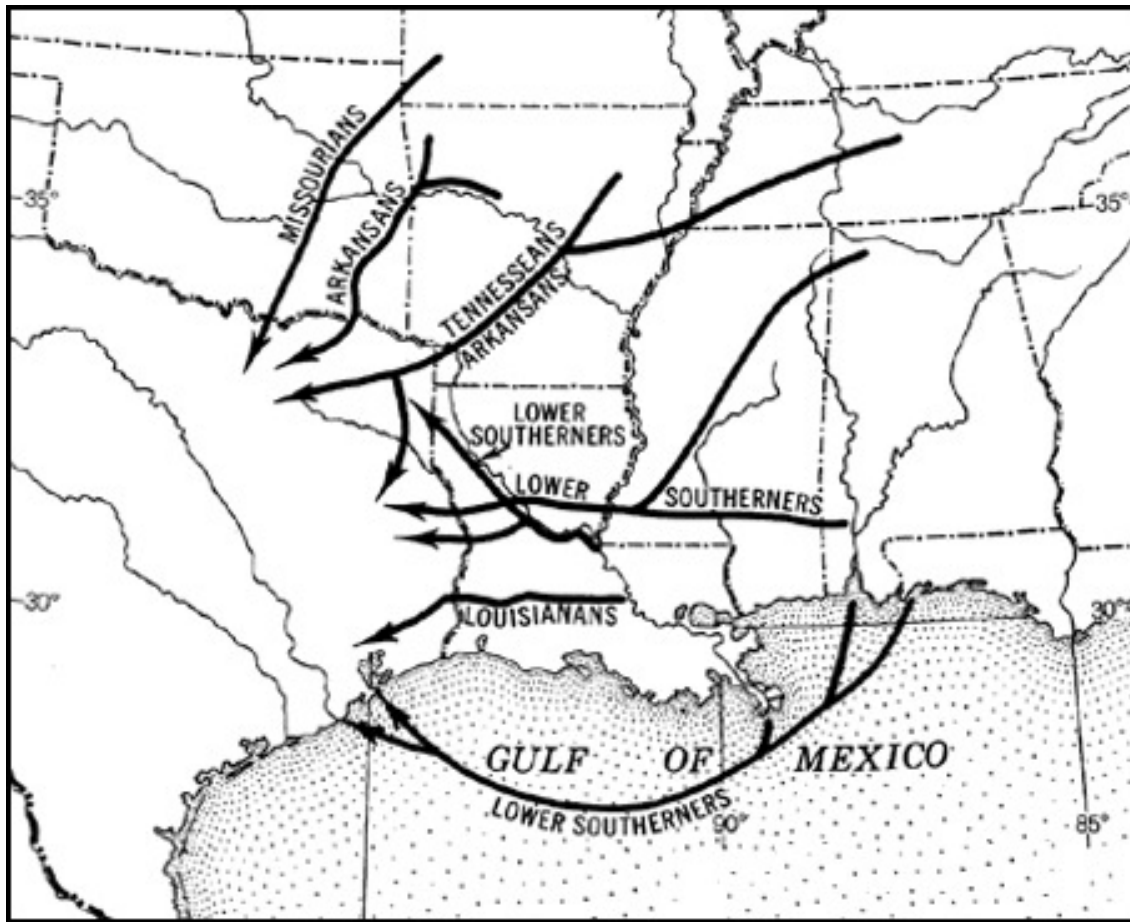 MISSOURIANS
ARKANSANS
35°
35°
TENNESSEANS
ARKANSANS
LOWER
SOUTHERNERS
LOWER SOUTHERNERS
30°
LOUISIANANS
30°
GULF OF MEXICO
LOWER SOUTHERNERS
90°
85°